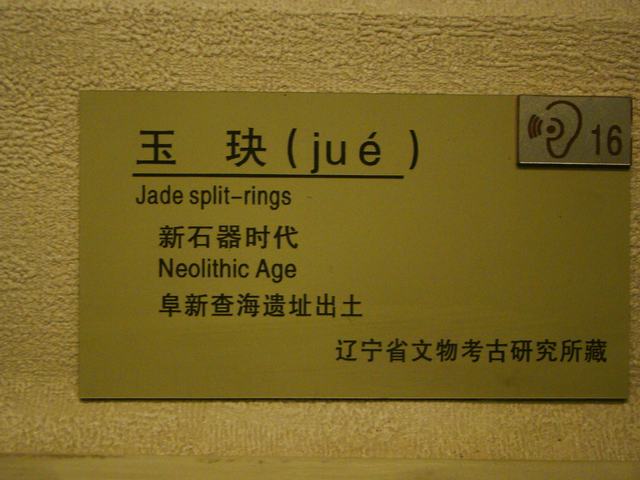 玉 玦(jué)
16
Jade split-rings
新石器时代
Neolithic Age
阜新查海遗址出土
辽宁省文物考古研究所藏